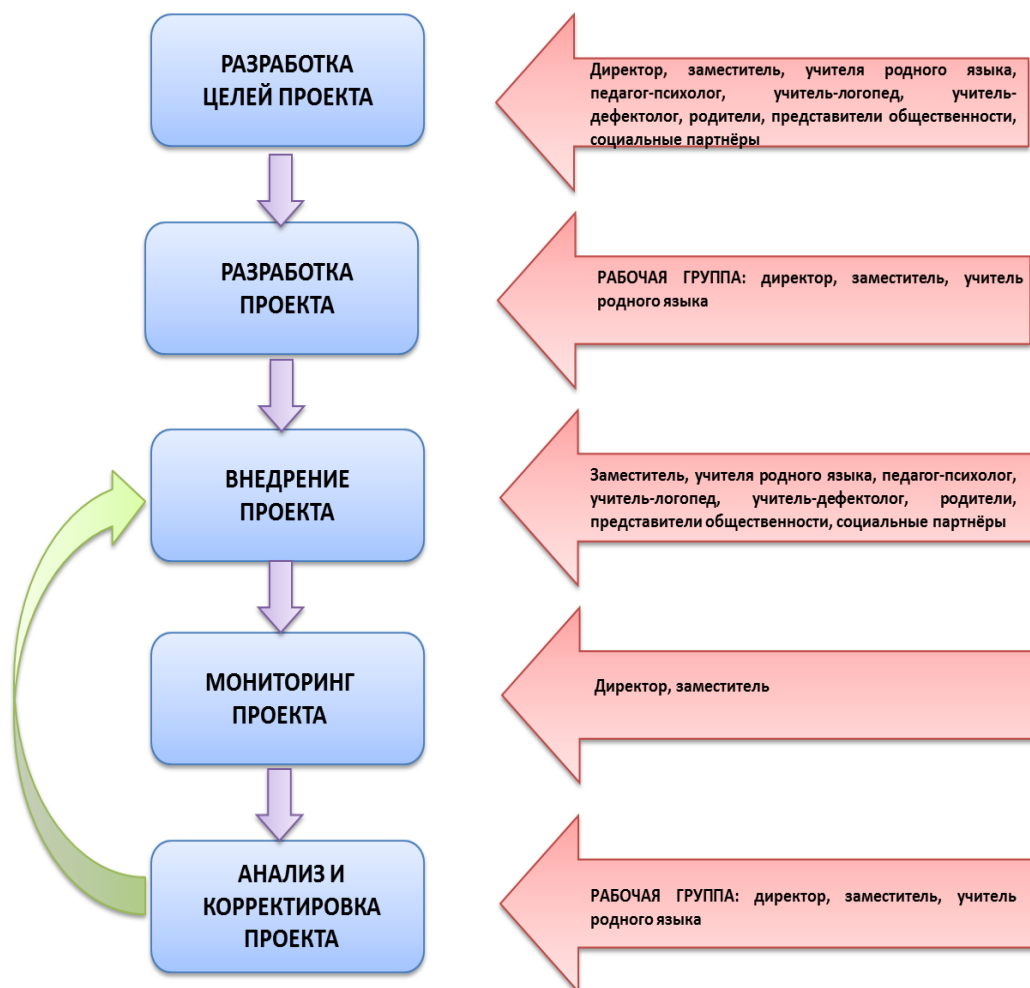 РАЗРАБОТКА
ЦЕЛЕЙ ПРОЕКТА
Директор, заместитель, учителя родного языка,
педагог-психолог, учитель-логопед, учитель-
дефектолог, родители, представители общественности,
социальные партнёры
РАЗРАБОТКА
ПРОЕКТА
РАБОЧАЯ ГРУППА: директор, заместитель, учитель
родного языка
ВНЕДРЕНИЕ
ПРОЕКТА
Заместитель, учителя родного языка, педагог-психолог,
учитель-логопед, учитель-дефектолог, родители,
представители общественности, социальные партнёры
МОНИТОРИНГ
ПРОЕКТА
Директор, заместитель
АНАЛИЗ И
КОРРЕКТИРОВКА
ПРОЕКТА
РАБОЧАЯ ГРУППА: директор, заместитель, учитель
родного языка